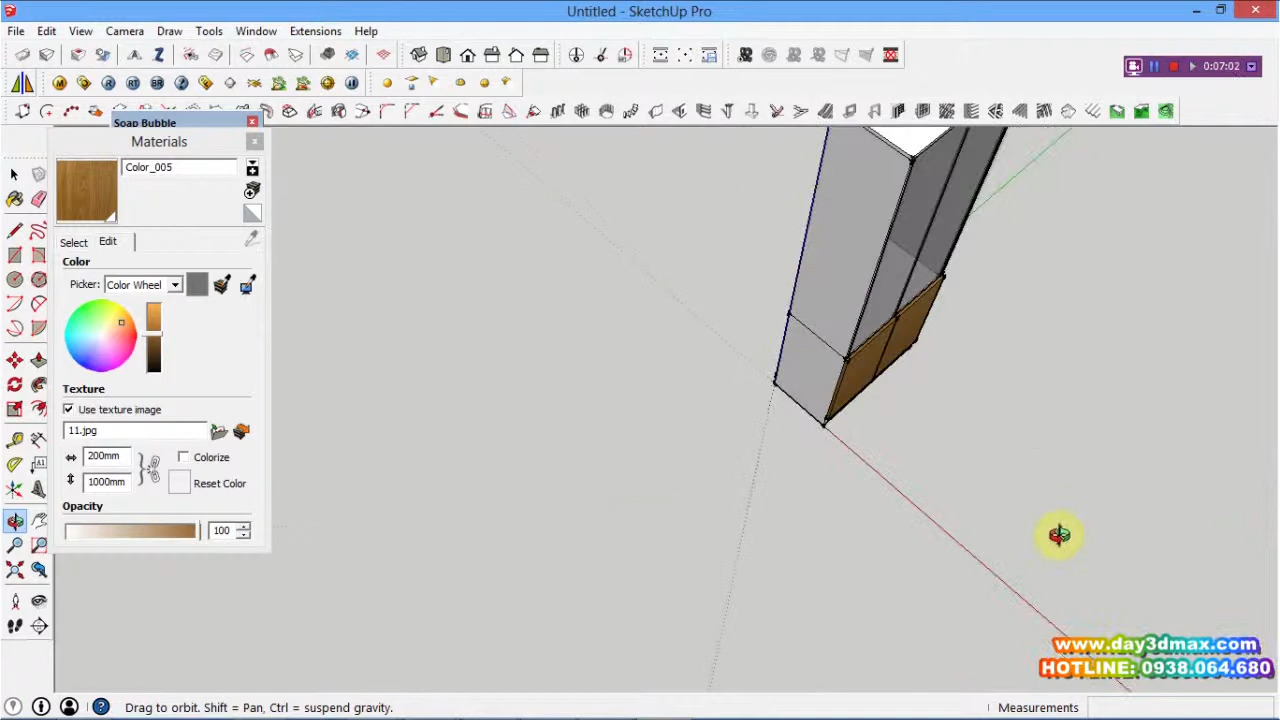 Untitled - SketchUp Pro
File Edit View Camera Draw Tools Window Extensions Help
0:07:02
Soap Bubble
Materials
Color_005
Select Edit
Color
Picker: Color Wheel
Texture
Use texture image
11.jpg
200mm Colorize
1000mm Reset Color
Opacity
100
www.day3dmax.com
HOTLINE: 0938.064.680
Drag to orbit. Shift = Pan, Ctrl = suspend gravity. Measurements